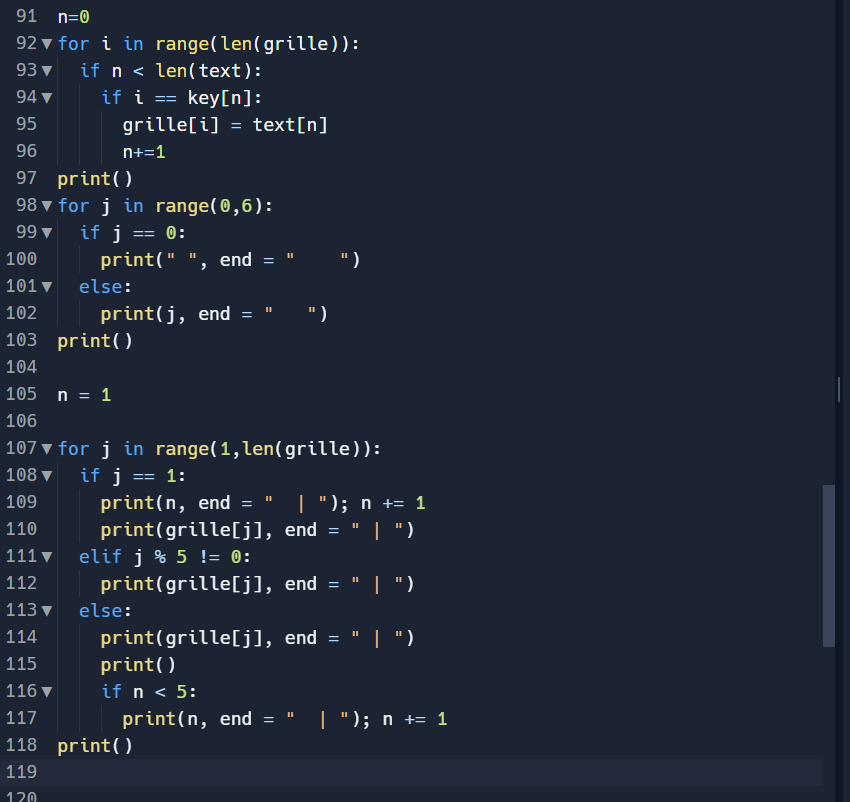 91 n=0
92 for i in range(len(grille)):
93   if n < len(text):
94     if i == key[n]:
95       grille[i] = text[n]
96       n+=1
97 print()
98 for j in range(0,6):
99   if j == 0:
100     print(" ", end = "    ")
101   else:
102     print(j, end = "   ")
103 print()
104
105 n = 1
106
107 for j in range(1,len(grille)):
108   if j == 1:
109     print(n, end = "  | "); n += 1
110     print(grille[j], end = " | ")
111   elif j % 5 != 0:
112     print(grille[j], end = " | ")
113   else:
114     print(grille[j], end = " | ")
115     print()
116     if n < 5:
117       print(n, end = "  | "); n += 1
118 print()
119
120